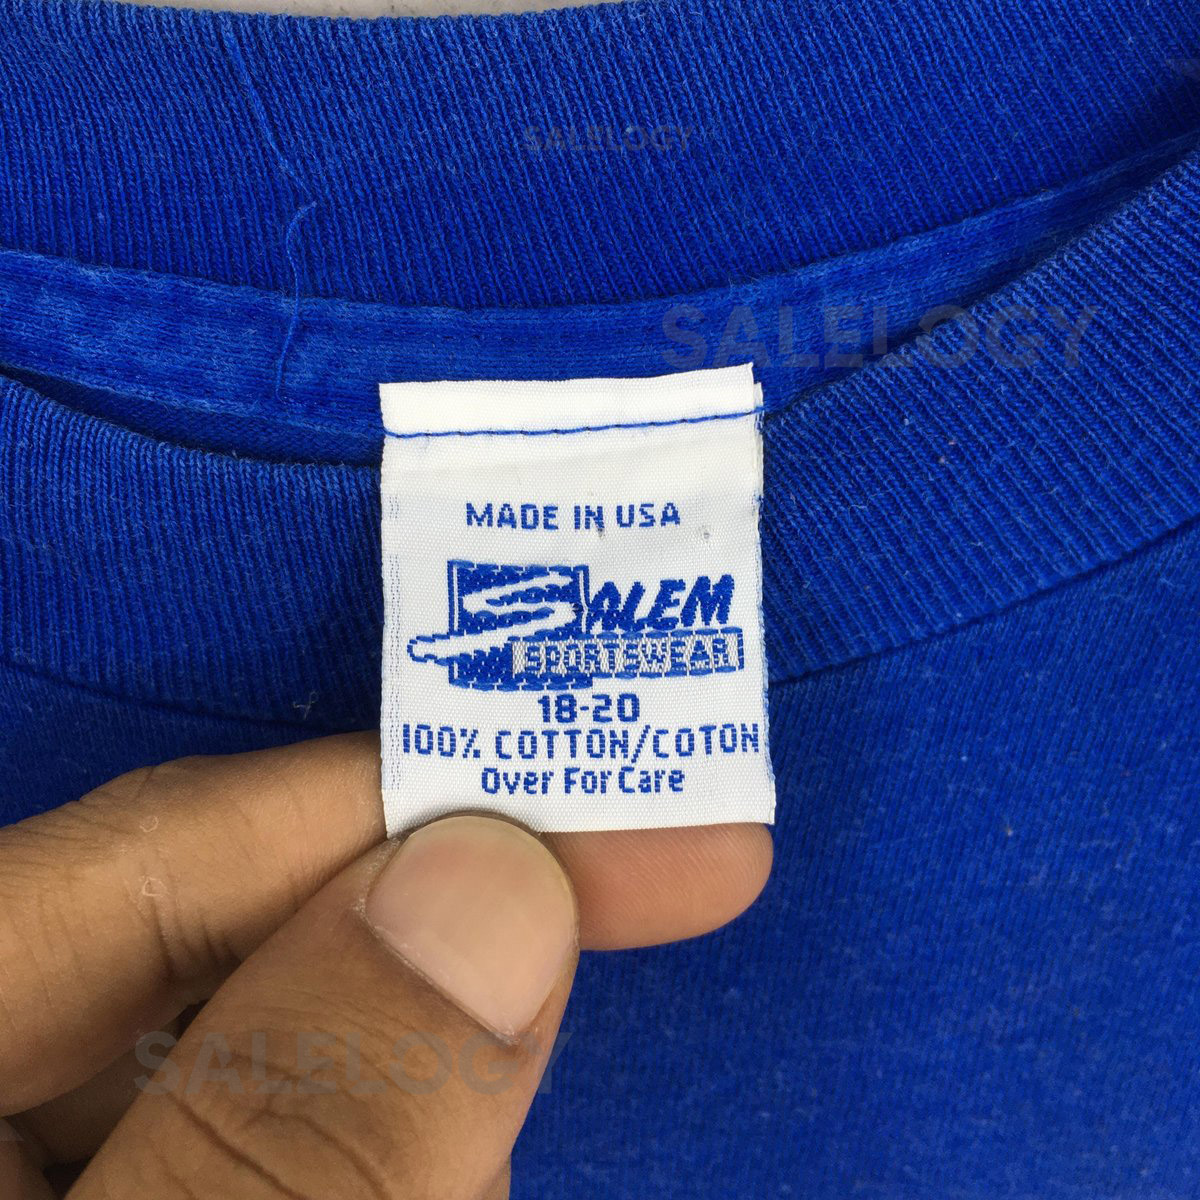 SALELOGY
SALELOGY
MADE IN USA
SALEM
SPORTSWEAR
18-20
100% COTTON/COTON
Over For Care
SALELOGY